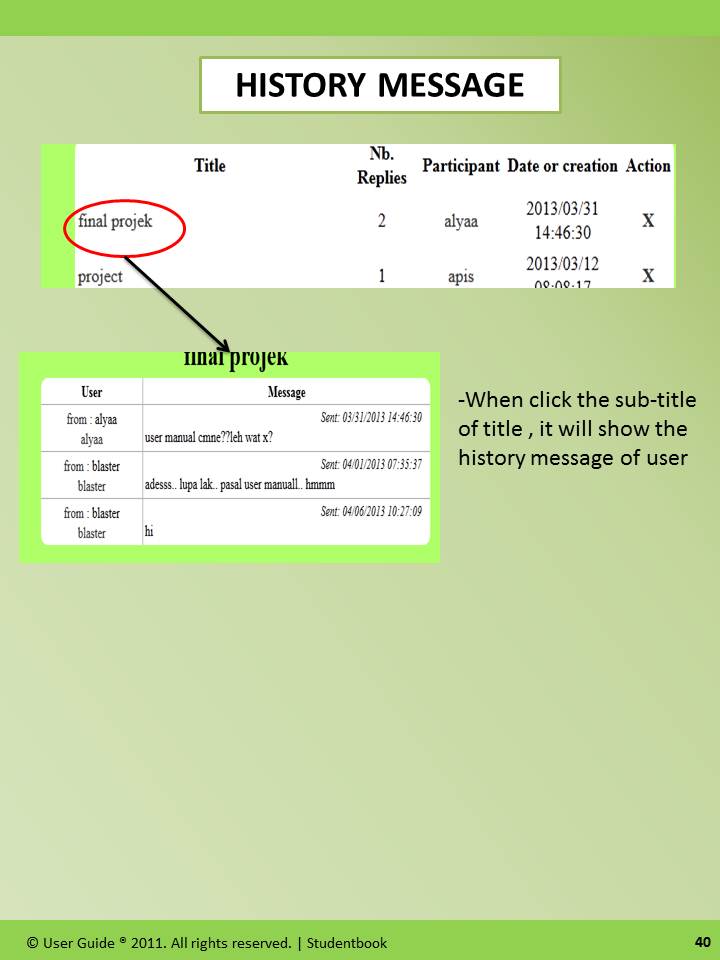 HISTORY MESSAGE
Title Nb. Replies Participant Date or creation Action
final projek 2 alyaa 2013/03/31 14:46:30 X
project 1 apis 2013/03/12 08:08:17 X
final projek
User Message
from : alyaa Sent: 03/31/2013 14:46:30
alyaa user manual cmne??leh wat x?
from : blaster Sent: 04/01/2013 07:35:37
blaster adesss.. lupa lak.. pasal user manuall.. hmmm
from : blaster Sent: 04/06/2013 10:27:09
blaster hi
-When click the sub-title
of title , it will show the
history message of user
© User Guide ® 2011. All rights reserved. | Studentbook 40